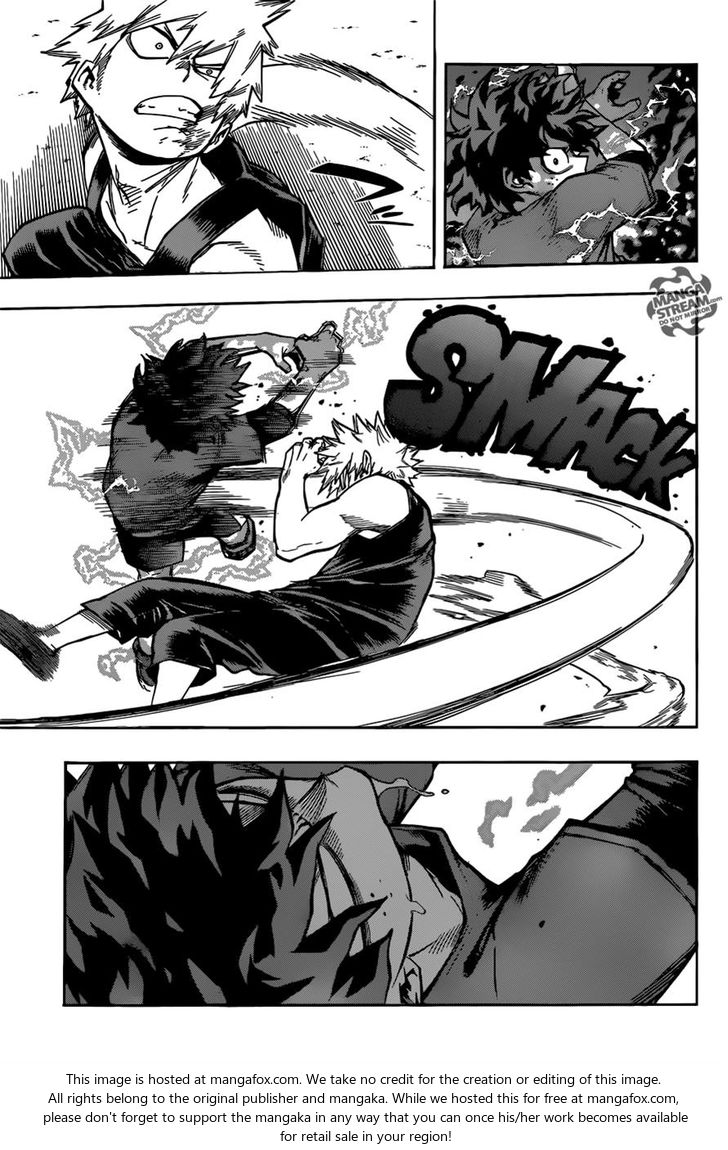 MANGA
STREAM.com
DO NOT MIRROR
SMACK
This image is hosted at mangafox.com. We take no credit for the creation or editing of this image.
All rights belong to the original publisher and mangaka. While we hosted this for free at mangafox.com,
please don't forget to support the mangaka in any way that you can once his/her work becomes available
for retail sale in your region!